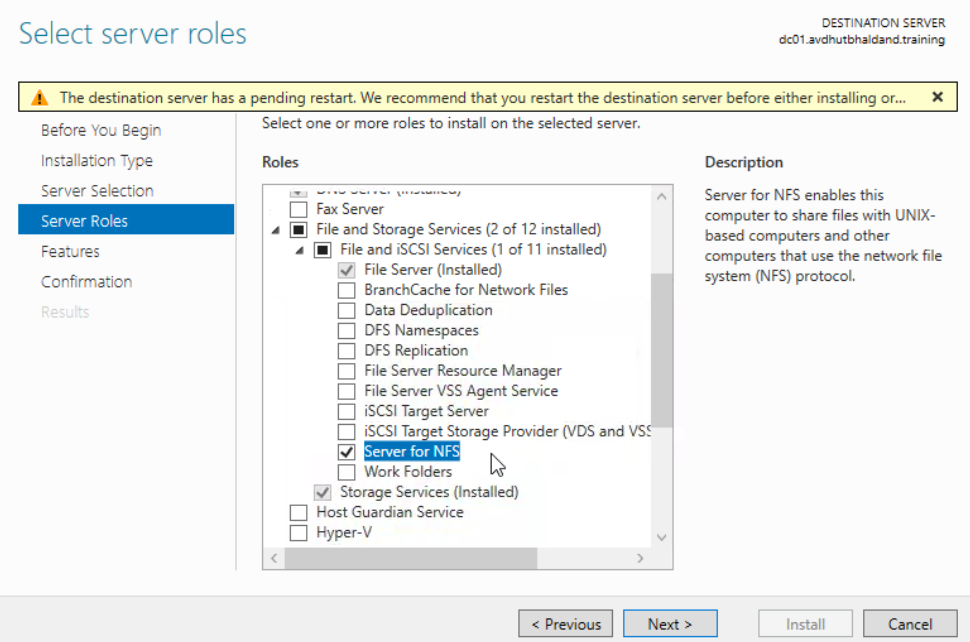 Select server roles
DESTINATION SERVER
dc01.avdhutbhaldand.training
The destination server has a pending restart. We recommend that you restart the destination server before either installing or...
Before You Begin
Installation Type
Server Selection
Server Roles
Features
Confirmation
Results
Select one or more roles to install on the selected server.
Roles
DNS Server (Installed)
Fax Server
File and Storage Services (2 of 12 installed)
File and iSCSI Services (1 of 11 installed)
File Server (Installed)
BranchCache for Network Files
Data Deduplication
DFS Namespaces
DFS Replication
File Server Resource Manager
File Server VSS Agent Service
iSCSI Target Server
iSCSI Target Storage Provider (VDS and VSS
Server for NFS
Work Folders
Storage Services (Installed)
Host Guardian Service
Hyper-V
Description
Server for NFS enables this
computer to share files with UNIX-
based computers and other
computers that use the network file
system (NFS) protocol.
< Previous
Next >
Install
Cancel